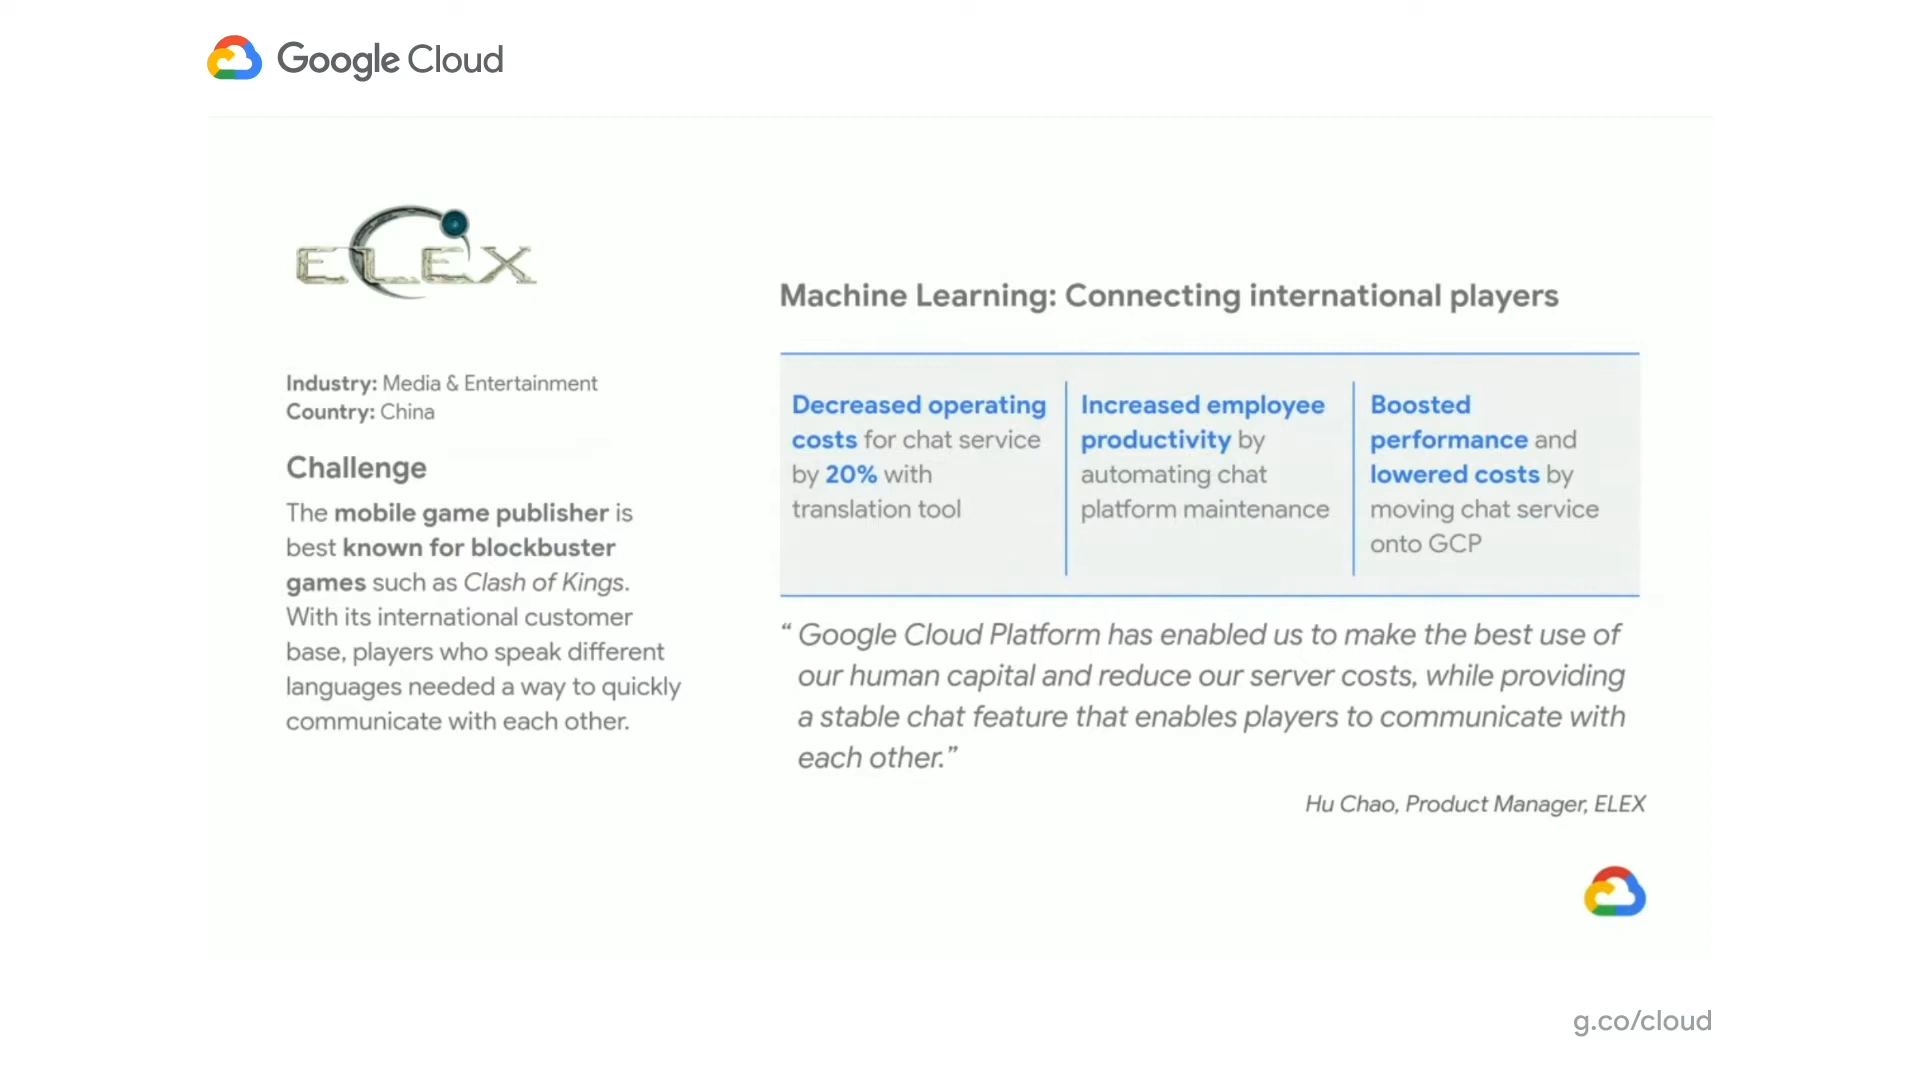 Google Cloud
ELEX
Industry: Media & Entertainment
Country: China
Challenge
The mobile game publisher is
best known for blockbuster
games such as Clash of Kings.
With its international customer
base, players who speak different
languages needed a way to quickly
communicate with each other.
Machine Learning: Connecting international players
Decreased operating
costs for chat service
by 20% with
translation tool
Increased employee
productivity by
automating chat
platform maintenance
Boosted
performance and
lowered costs by
moving chat service
onto GCP
“ Google Cloud Platform has enabled us to make the best use of
our human capital and reduce our server costs, while providing
a stable chat feature that enables players to communicate with
each other.”
Hu Chao, Product Manager, ELEX
g.co/cloud